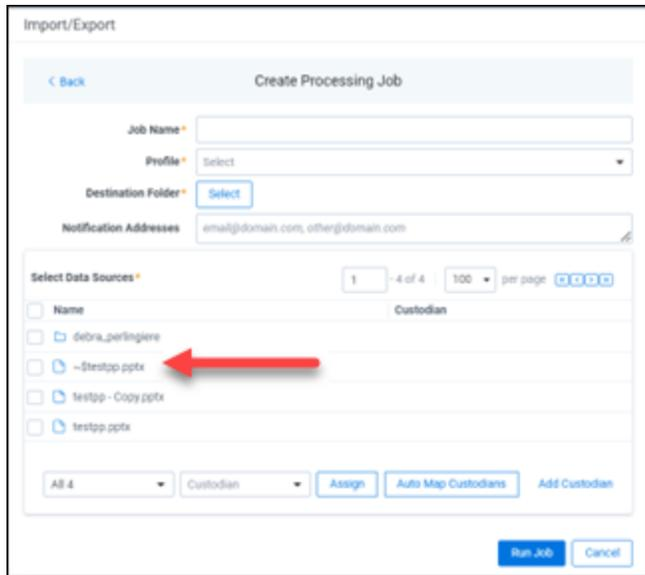 Import/Export
< Back Create Processing Job
Job Name*
Profile* Select
Destination Folder* Select
Notification Addresses email@domain.com, other@domain.com
Select Data Sources* 1 - 4 of 4 100 per page
Name Custodian
debra_perlingiere
~$testpp.pptx
testpp - Copy.pptx
testpp.pptx
All 4 Custodian Assign Auto Map Custodians Add Custodian
Run Job Cancel